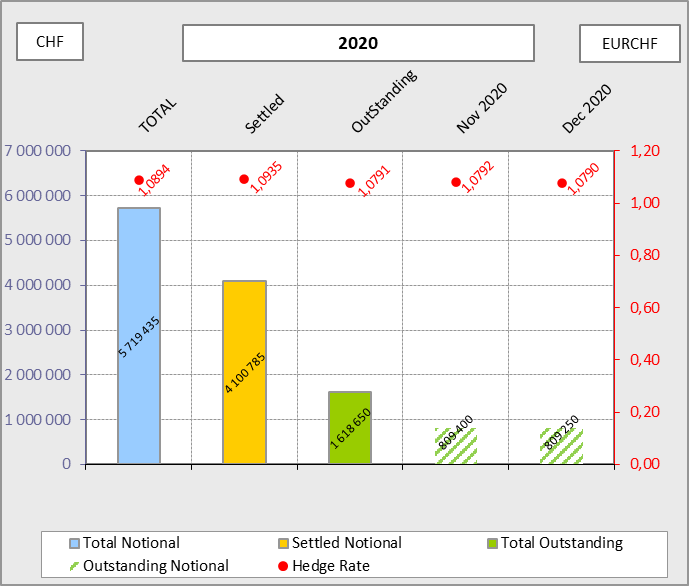 CHF
2020
EURCHF
TOTAL
Settled
OutStanding
Nov 2020
Dec 2020
7 000 000
6 000 000
5 000 000
4 000 000
3 000 000
2 000 000
1 000 000
0
1,0894
1,0935
1,0791
1,0792
1,0790
5 719 435
4 100 785
1 618 650
809 400
809 250
1,20
1,00
0,80
0,60
0,40
0,20
0,00
Total Notional
Settled Notional
Total Outstanding
Outstanding Notional
Hedge Rate